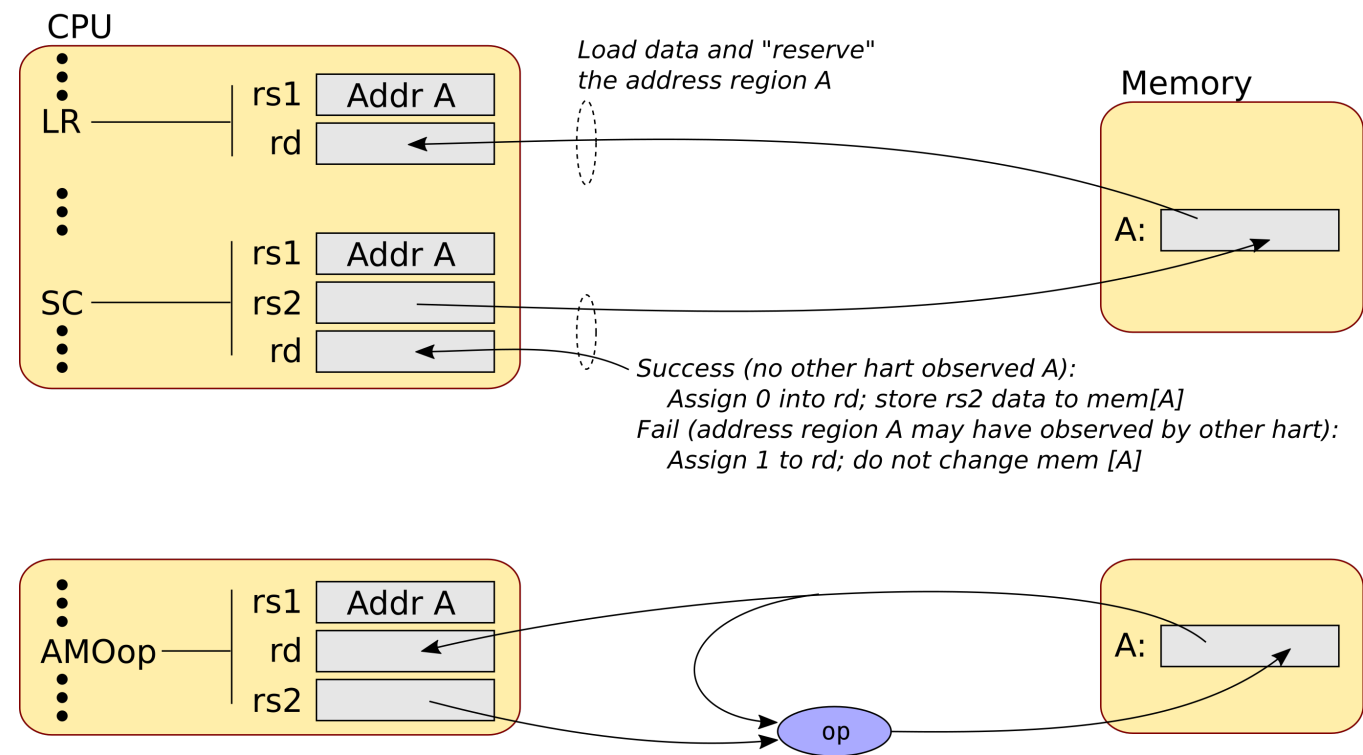 CPU
LR
rs1
Addr A
rd
Load data and "reserve"
the address region A
Memory
A:
SC
rs1
Addr A
rs2
rd
Success (no other hart observed A):
Assign 0 into rd; store rs2 data to mem[A]
Fail (address region A may have observed by other hart):
Assign 1 to rd; do not change mem [A]
AMOop
rs1
Addr A
rd
rs2
op
A: